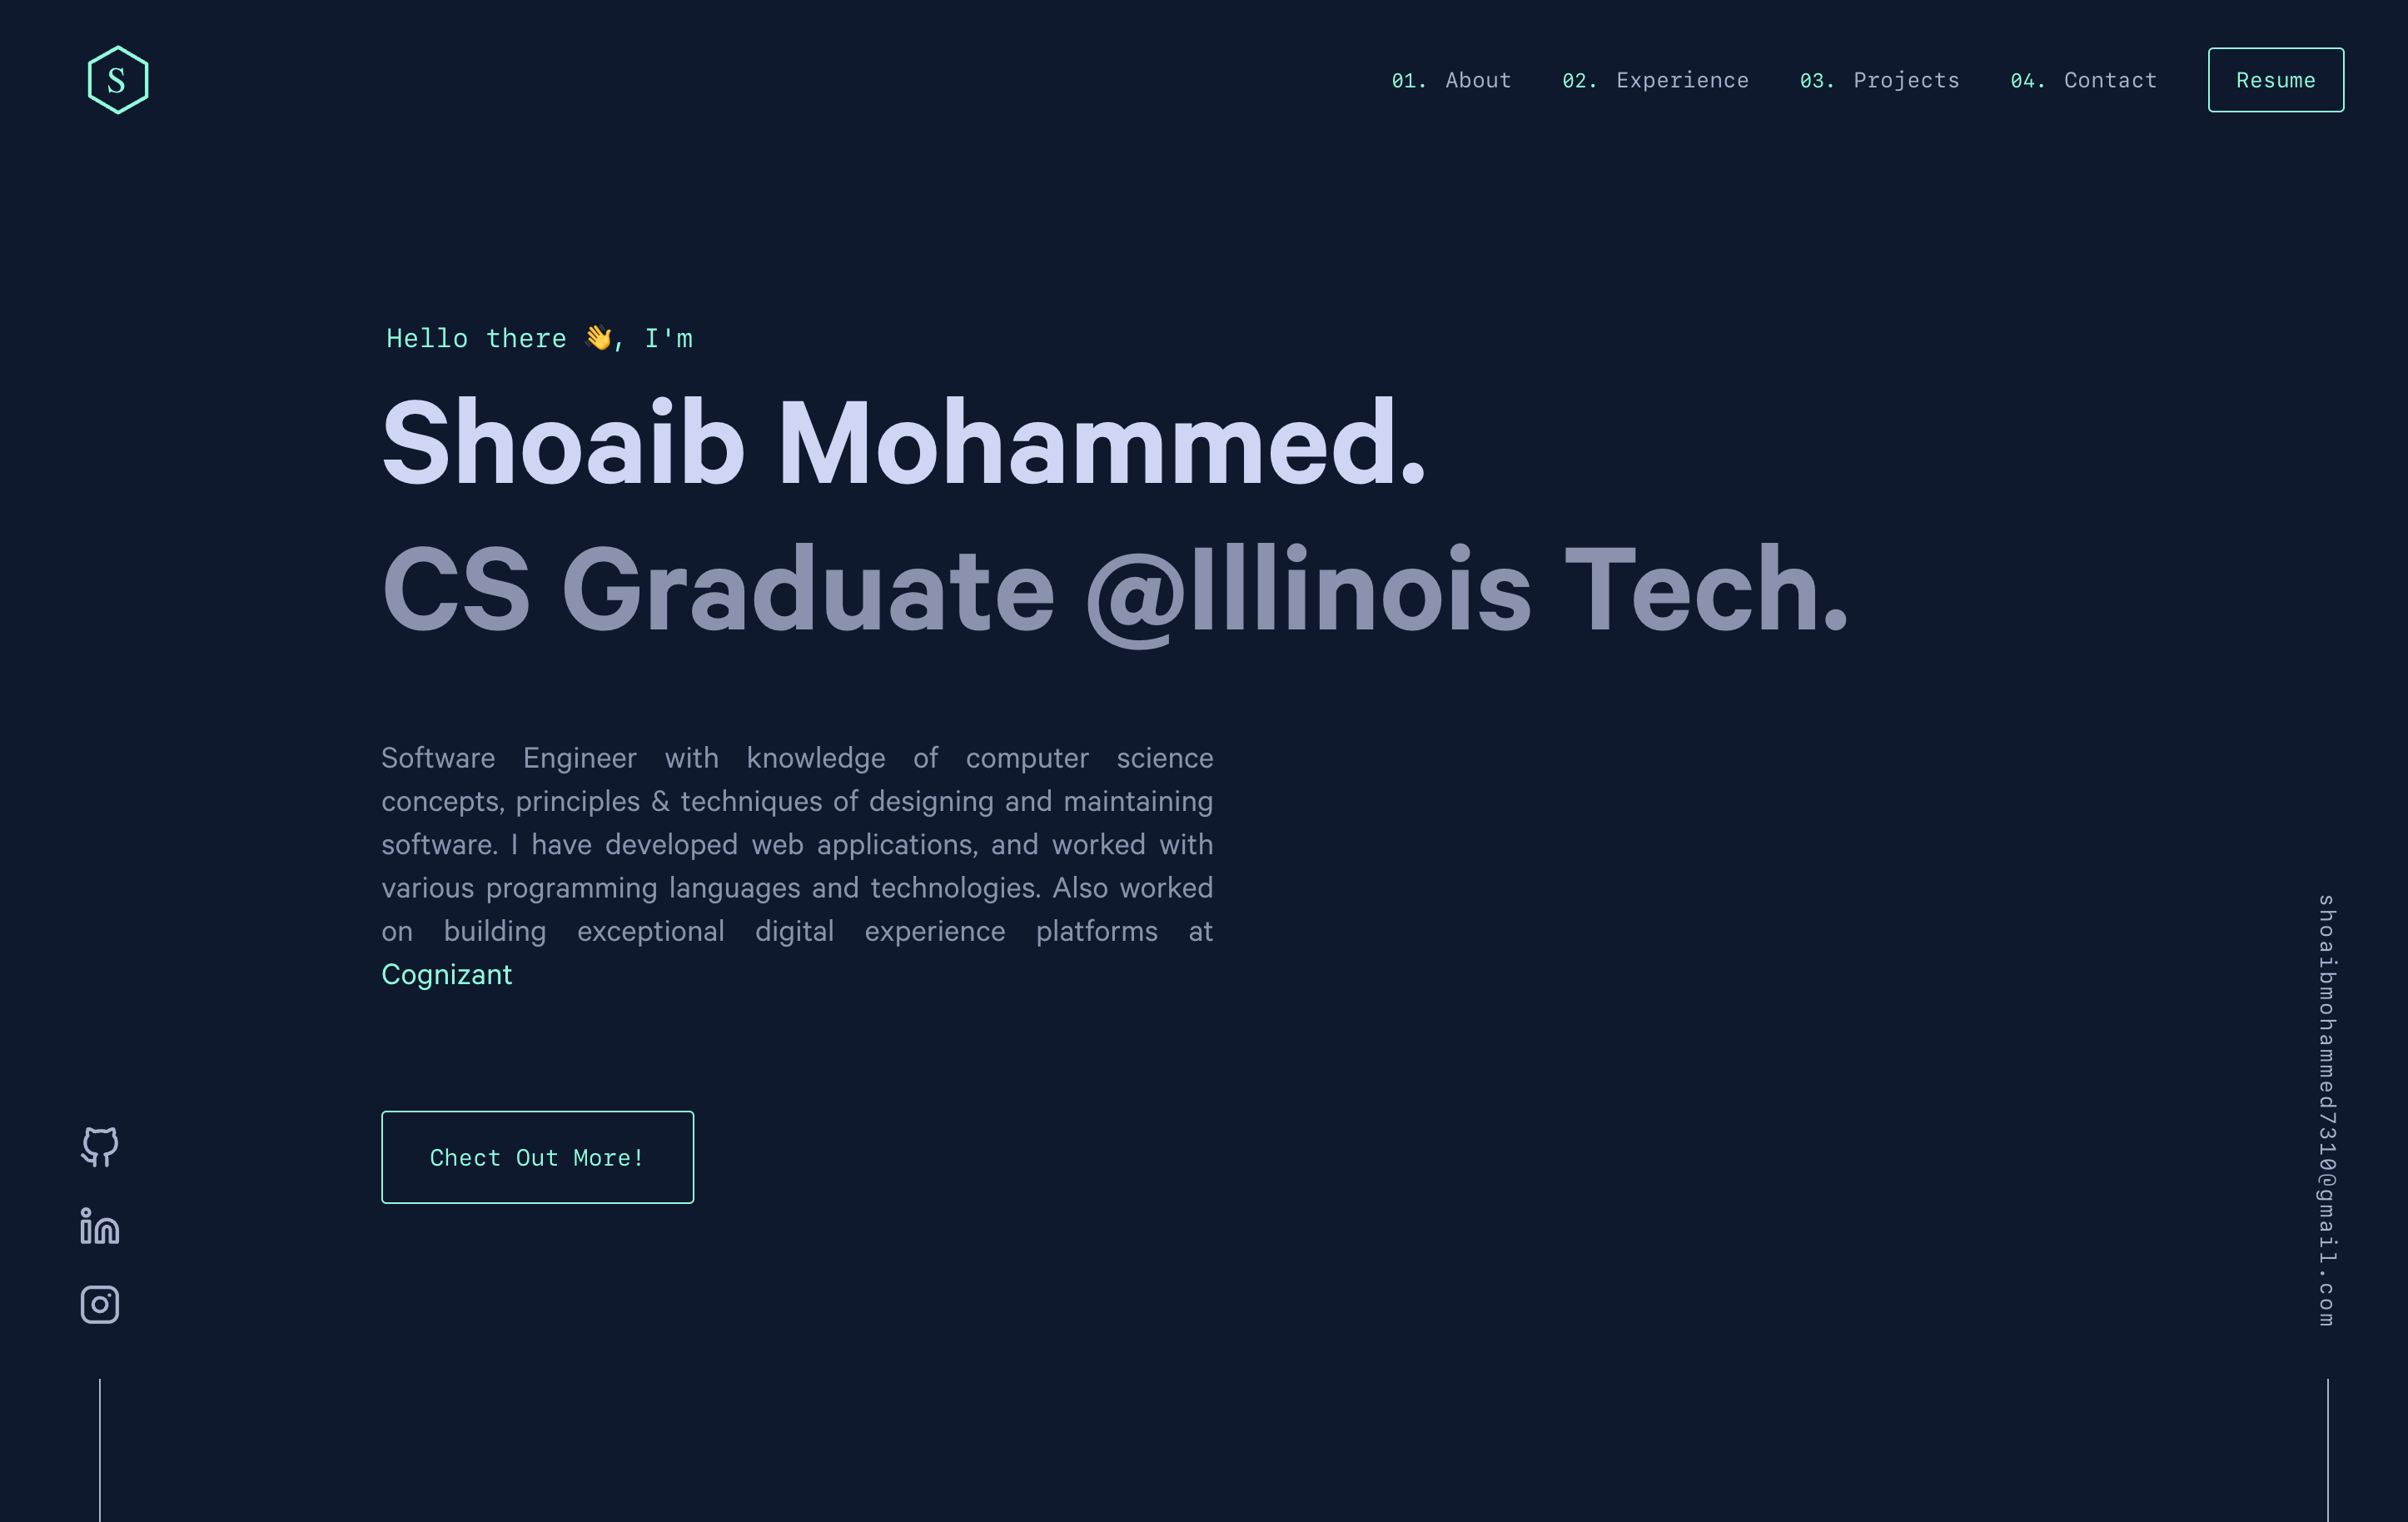 S
01. About 02. Experience 03. Projects 04. Contact Resume
Hello there 👋, I'm
Shoaib Mohammed.
CS Graduate @Illinois Tech.
Software Engineer with knowledge of computer science
concepts, principles & techniques of designing and maintaining
software. I have developed web applications, and worked with
various programming languages and technologies. Also worked
on building exceptional digital experience platforms at
Cognizant
Chect Out More!
shoaibmohammed7310@gmail.com